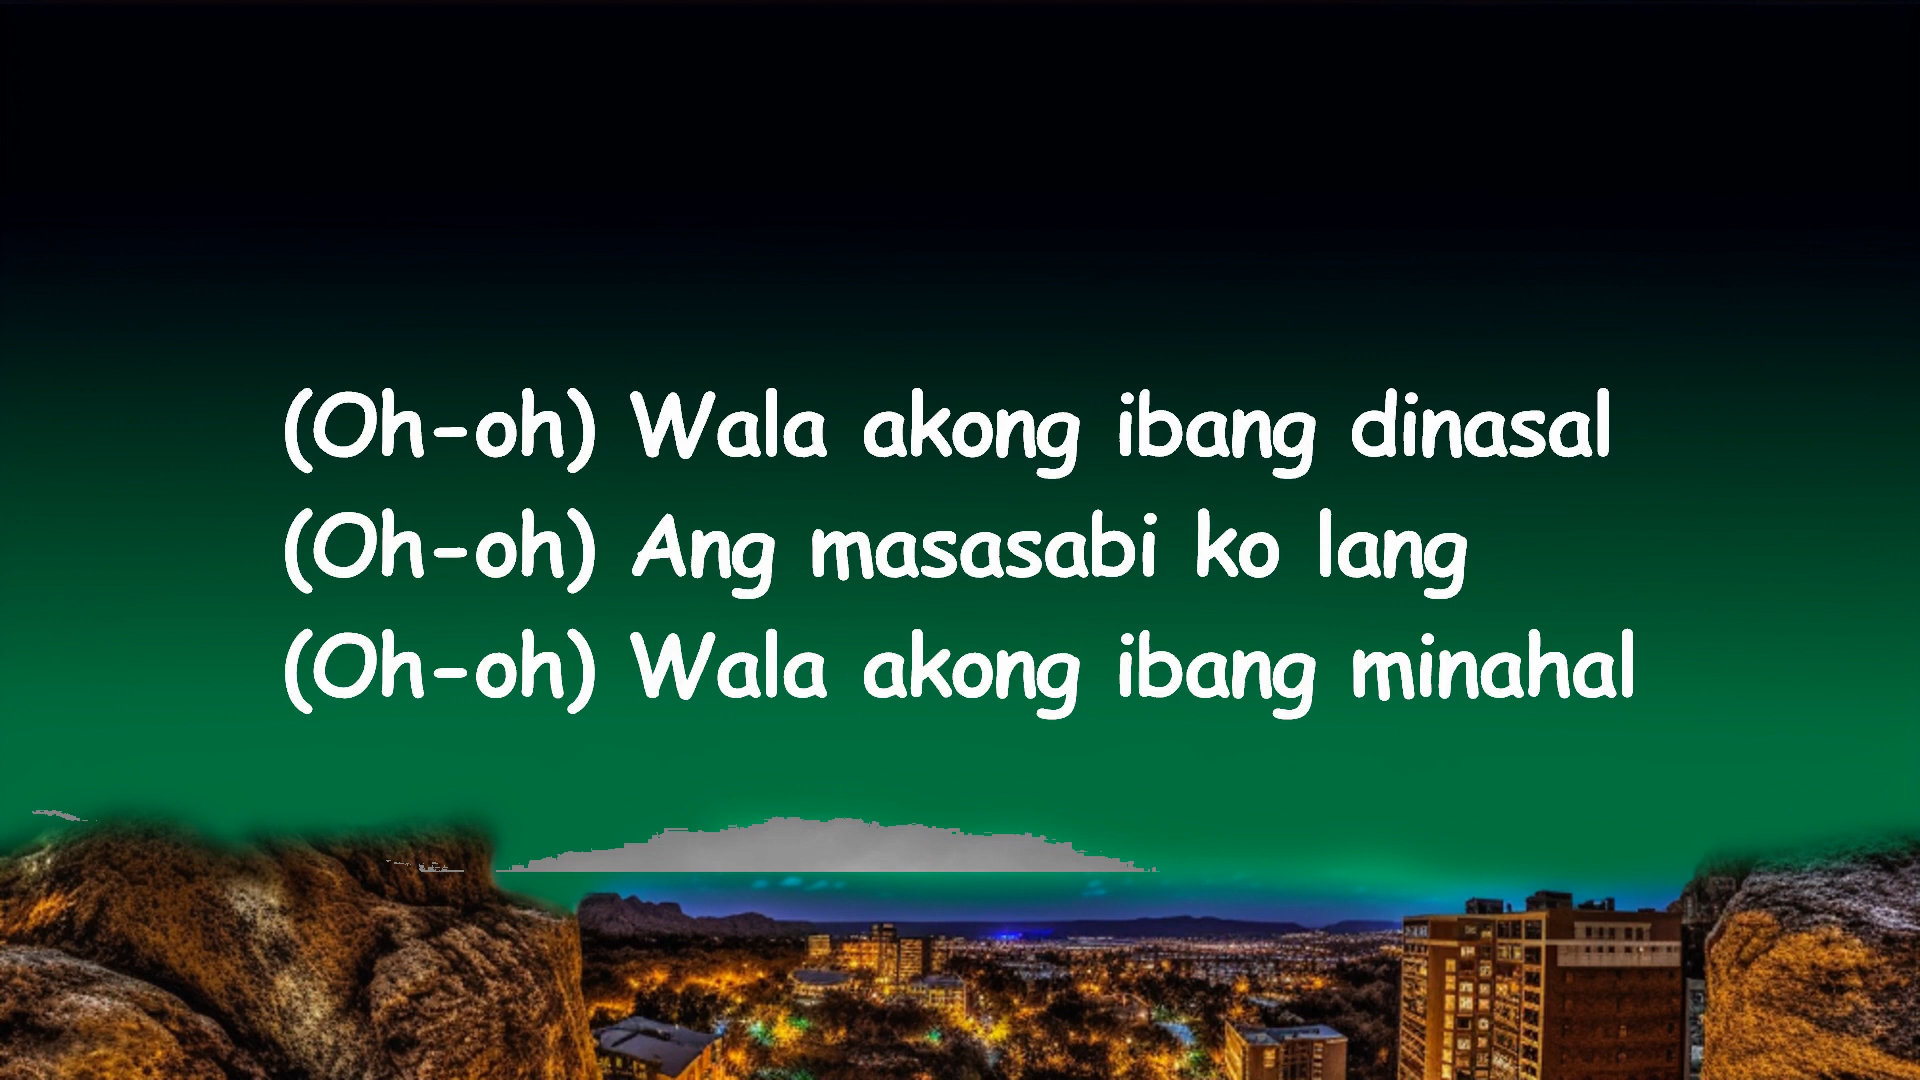 (Oh-oh) Wala akong ibang dinasal
(Oh-oh) Ang masasabi ko lang
(Oh-oh) Wala akong ibang minahal